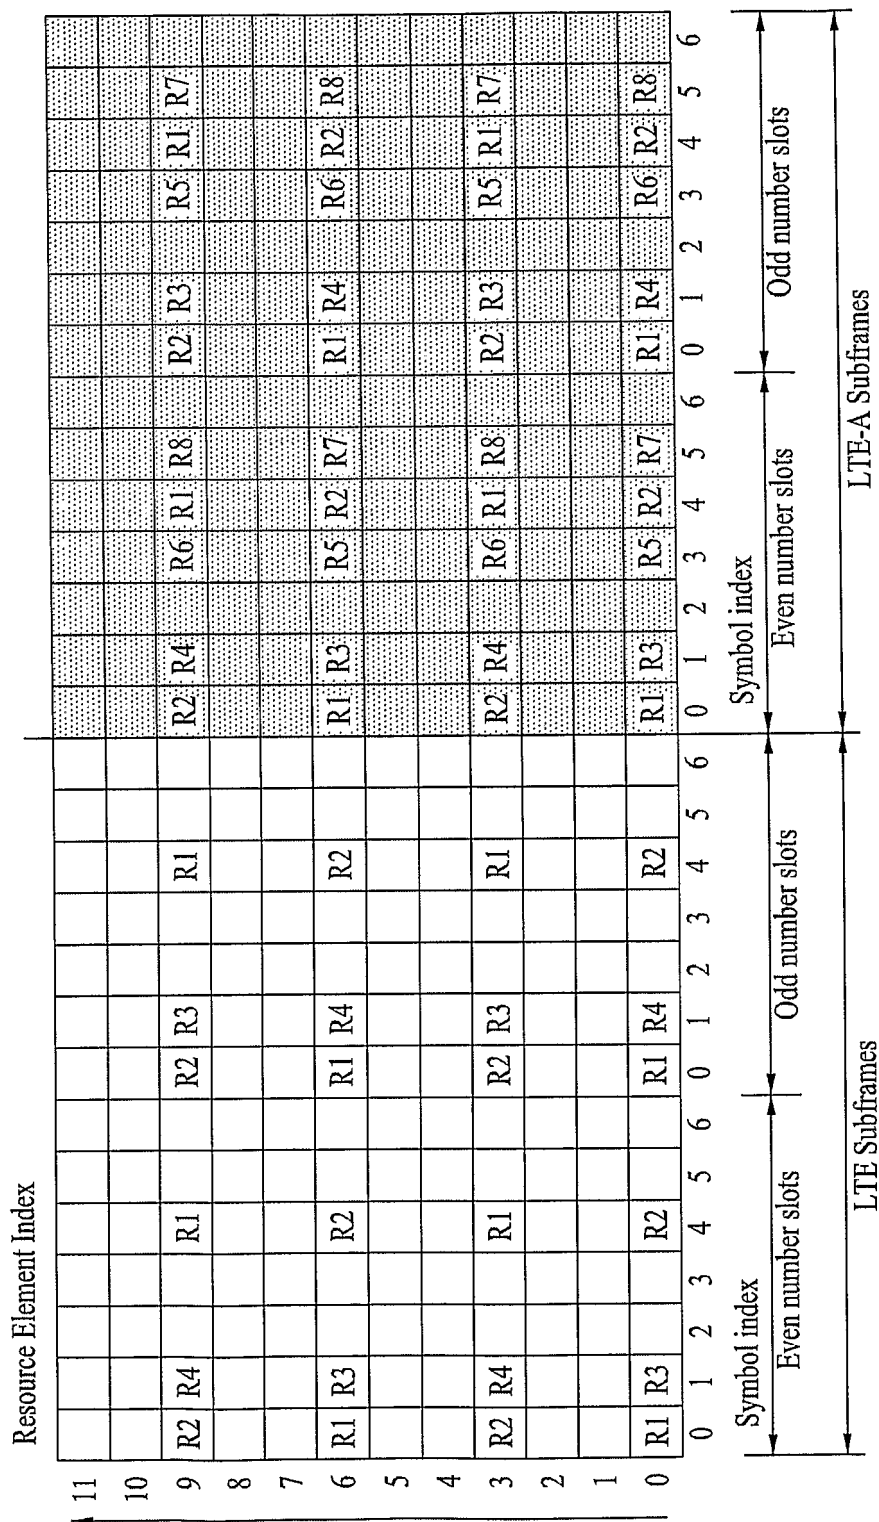 Resource Element Index
11
10
9 R2 R4 R1 R2 R3 R1 R2 R4 R6 R1 R8 R2 R3 R5 R1 R7
8
7
6 R1 R3 R2 R1 R4 R2 R1 R3 R5 R2 R7 R1 R4 R6 R2 R8
5
4
3 R2 R4 R1 R2 R3 R1 R2 R4 R6 R1 R8 R2 R3 R5 R1 R7
2
1
0 R1 R3 R2 R1 R4 R2 R1 R3 R5 R2 R7 R1 R4 R6 R2 R8
0 1 2 3 4 5 6 0 1 2 3 4 5 6 0 1 2 3 4 5 6 0 1 2 3 4 5 6
Symbol index Symbol index
Even number slots Odd number slots Even number slots Odd number slots
LTE Subframes LTE-A Subframes